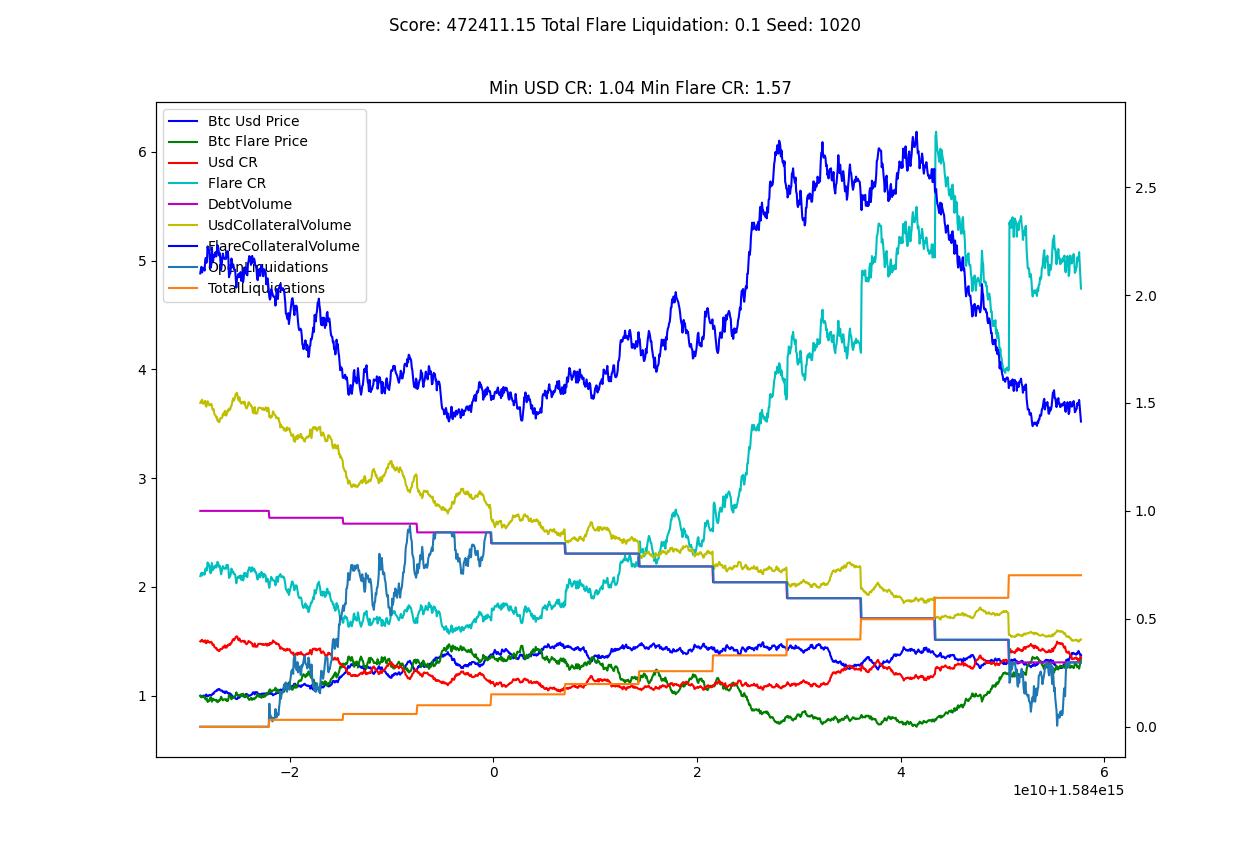 Score: 472411.15 Total Flare Liquidation: 0.1 Seed: 1020
Min USD CR: 1.04 Min Flare CR: 1.57
Btc Usd Price
Btc Flare Price
Usd CR
Flare CR
DebtVolume
UsdCollateralVolume
FlareCollateralVolume
OpenLiquidations
TotalLiquidations
6
5
4
3
2
1
2.5
2.0
1.5
1.0
0.5
0.0
−2
0
2
4
6
1e10+1.584e15